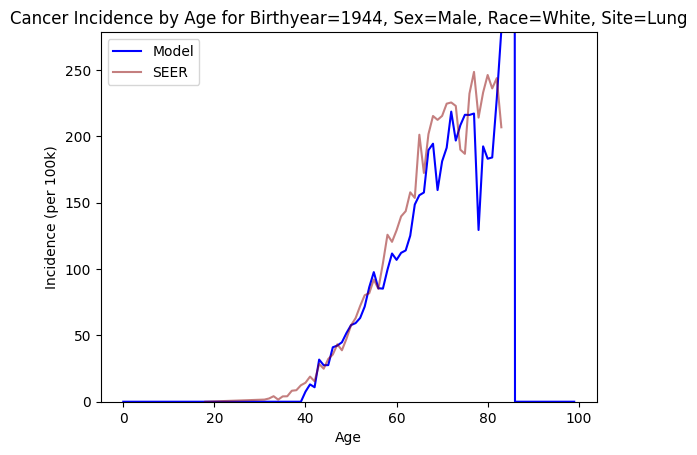 Cancer Incidence by Age for Birthyear=1944, Sex=Male, Race=White, Site=Lung
Model
SEER
250
200
150
100
50
0
Incidence (per 100k)
0 20 40 60 80 100
Age